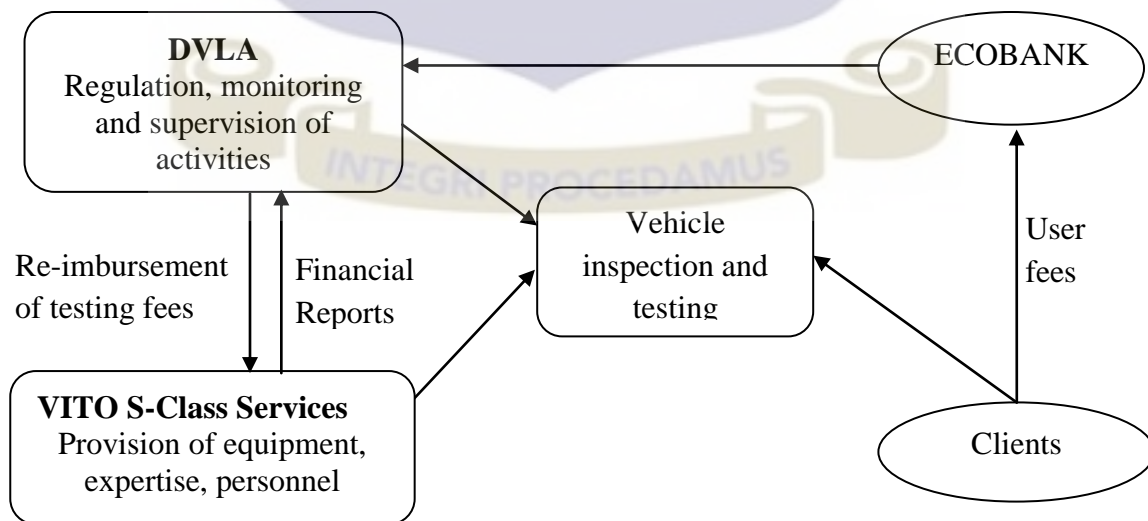 DVLA
Regulation, monitoring
and supervision of
activities
ECOBANK
INTEGRI PROCEDAMUS
Vehicle
inspection and
testing
User
fees
Re-imbursement
of testing fees
Financial
Reports
VITO S-Class Services
Provision of equipment,
expertise, personnel
Clients